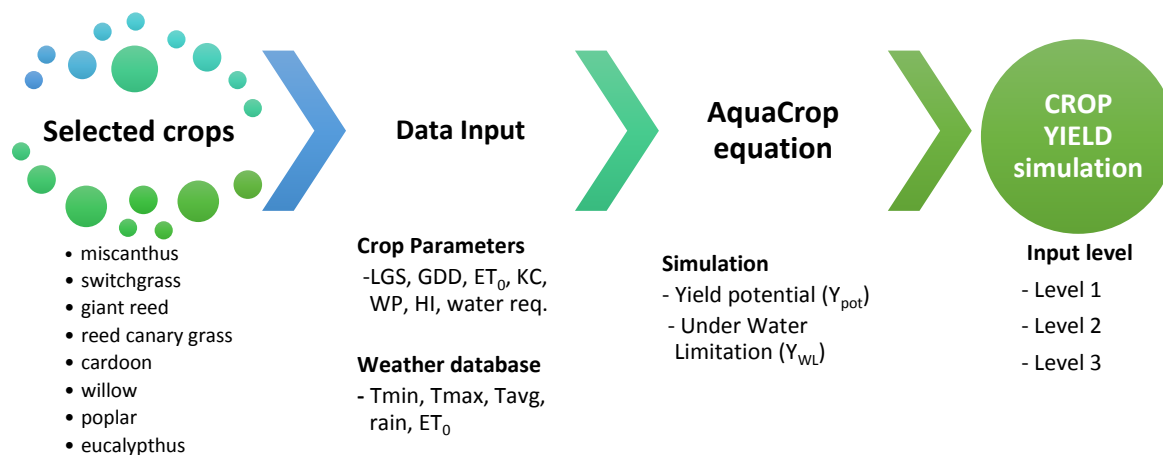 Selected crops
• miscanthus
• switchgrass
• giant reed
• reed canary grass
• cardoon
• willow
• poplar
• eucalypthus
Data Input
Crop Parameters
-LGS, GDD, ET₀, KC,
WP, HI, water req.
Weather database
- Tmin, Tmax, Tavg,
rain, ET₀
AquaCrop
equation
Simulation
- Yield potential (Y_pot)
- Under Water
Limitation (Y_WL)
CROP
YIELD
simulation
Input level
- Level 1
- Level 2
- Level 3